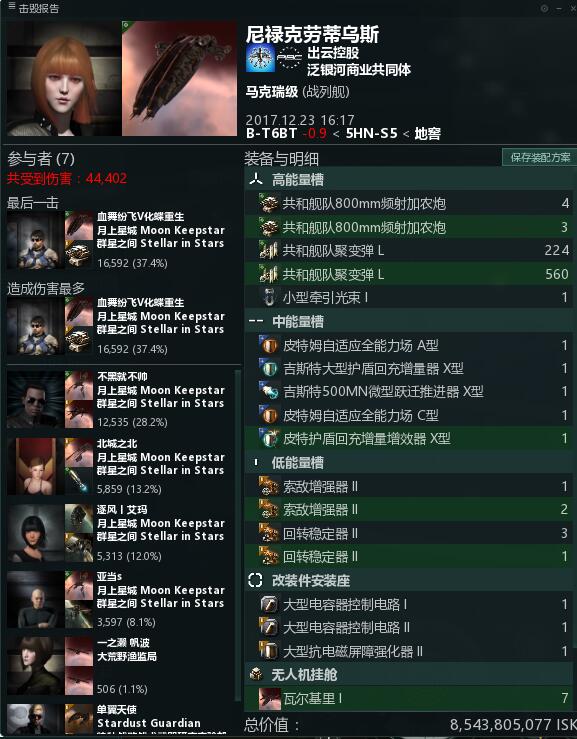 击毁报告
尼禄克劳蒂乌斯
出云控股
泛银河商业共同体
马克瑞级 (战列舰)
2017.12.23 16:17
B-T6BT -0.9 < 5HN-S5 < 地窖
参与者 (7)
共受到伤害：44,402
最后一击
血舞纷飞V化蝶重生
月上星城 Moon Keepstar
群星之间 Stellar in Stars
16,592 (37.4%)
造成伤害最多
血舞纷飞V化蝶重生
月上星城 Moon Keepstar
群星之间 Stellar in Stars
16,592 (37.4%)
不黑就不帅
月上星城 Moon Keepstar
群星之间 Stellar in Stars
12,535 (28.2%)
北城之北
月上星城 Moon Keepstar
群星之间 Stellar in Stars
5,859 (13.2%)
逐风丨艾玛
月上星城 Moon Keepstar
群星之间 Stellar in Stars
5,313 (12.0%)
亚当s
月上星城 Moon Keepstar
群星之间 Stellar in Stars
3,597 (8.1%)
一之濑 帆波
大荒野渔监局
506 (1.1%)
单翼天使
Stardust Guardian
装备与明细
保存装配方案
高能量槽
共和舰队800mm频射加农炮 4
共和舰队800mm频射加农炮 3
共和舰队聚变弹 L 224
共和舰队聚变弹 L 560
小型牵引光束 I 1
中能量槽
皮特姆自适应全能力场 A型 1
吉斯特大型护盾回充增量器 X型 1
吉斯特500MN微型跃迁推进器 X型 1
皮特姆自适应全能力场 C型 1
皮特护盾回充增量增效器 X型 1
低能量槽
索敌增强器 II 1
索敌增强器 II 2
回转稳定器 II 3
回转稳定器 II 1
改装件安装座
大型电容器控制电路 I 1
大型电容器控制电路 II 1
大型抗电磁屏障强化器 II 1
无人机挂舱
瓦尔基里 I 7
总价值： 8,543,805,077 ISK